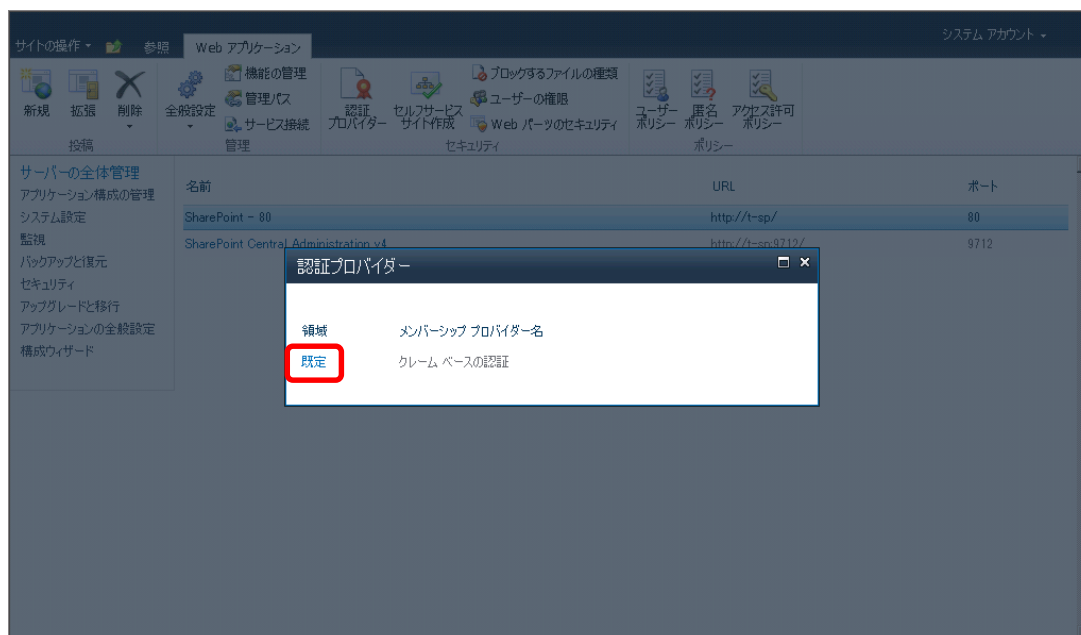 システム アカウント
サイトの操作 参照 Web アプリケーション
新規 拡張 削除
投稿
全般設定 機能の管理
管理パス
サービス接続
管理
認証
プロバイダー
セルフサービス
サイト作成
ブロックするファイルの種類
ユーザーの権限
Web パーツのセキュリティ
セキュリティ
ユーザー
ポリシー
匿名
ポリシー
アクセス許可
ポリシー
ポリシー
サーバーの全体管理
アプリケーション構成の管理
システム設定
監視
バックアップと復元
セキュリティ
アップグレードと移行
アプリケーションの全般設定
構成ウィザード
名前 URL ポート
SharePoint - 80 http://t-sp/ 80
SharePoint Central Administration v4 http://t-sp:9712/ 9712
認証プロバイダー
領域 メンバーシップ プロバイダー名
既定 クレーム ベースの認証